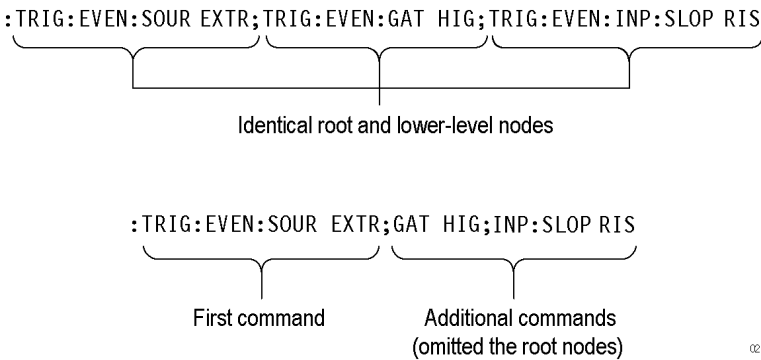 :TRIG:EVEN:SOUR EXTR;TRIG:EVEN:GAT HIG;TRIG:EVEN:INP:SLOP RIS
Identical root and lower-level nodes
:TRIG:EVEN:SOUR EXTR;GAT HIG;INP:SLOP RIS
First command
Additional commands
(omitted the root nodes)
02